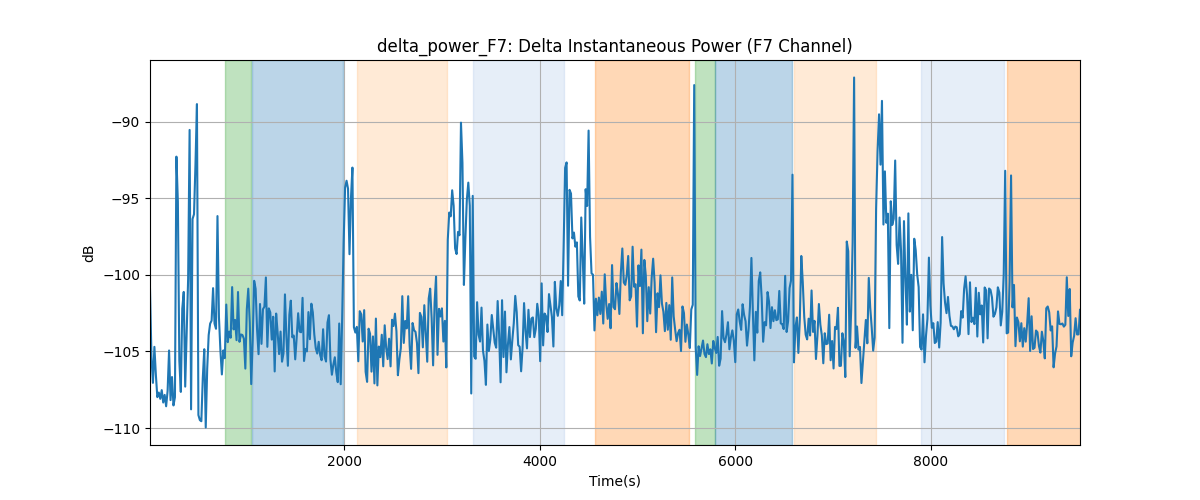 delta_power_F7: Delta Instantaneous Power (F7 Channel)
−90
−95
−100
−105
−110
dB
2000 4000 6000 8000
Time(s)